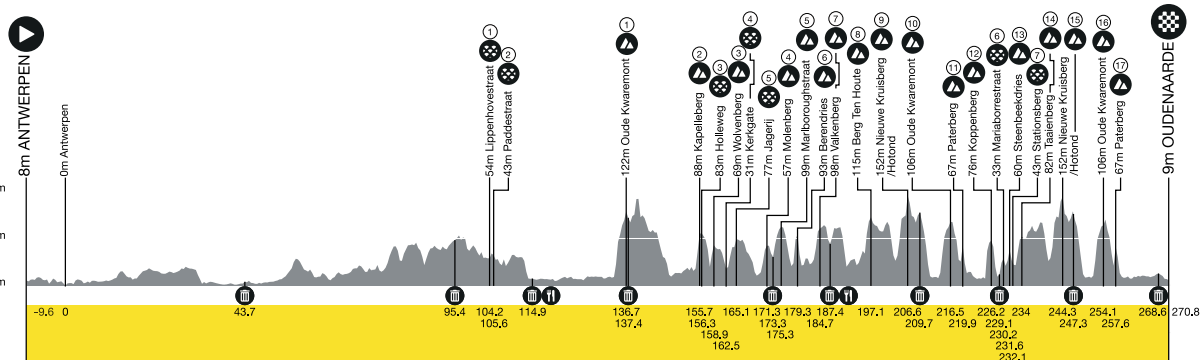 8m ANTWERPEN
0m Antwerpen
1
54m Lippenhovestraat
2
43m Paddestraat
1
122m Oude Kwaremont
2
88m Kapelleberg
3
83m Holleweg
3
69m Wolvenberg
4
31m Kerkgate
5
77m Jagerij
4
57m Molenberg
5
99m Marlboroughstraat
6
93m Berendries
7
98m Valkenberg
8
115m Berg Ten Houte
9
152m Nieuwe Kruisberg
/Hotond
10
106m Oude Kwaremont
11
67m Paterberg
12
76m Koppenberg
6
33m Mariaborrestraat
13
60m Steenbeekdries
7
43m Stationsberg
14
82m Taaienberg
15
152m Nieuwe Kruisberg
/Hotond
16
106m Oude Kwaremont
17
67m Paterberg
9m OUDENAARDE
m
m
m
-9.6 0 43.7 95.4 104.2 114.9 136.7 155.7 165.1 171.3 179.3 187.4 197.1 206.6 216.5 226.2 234 244.3 254.1 268.6 270.8
105.6 137.4 156.3 173.3 184.7 209.7 219.9 229.1 247.3 257.6
158.9 175.3 230.2
162.5 231.6
232.1